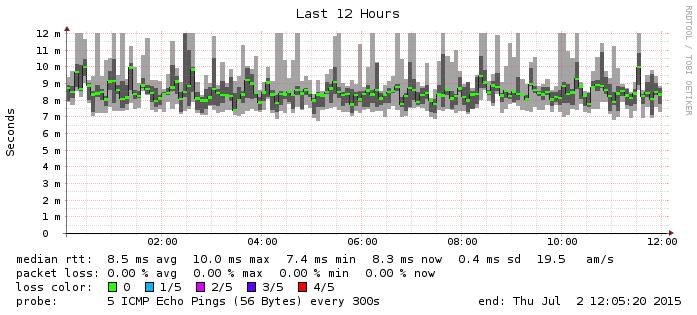 Last 12 Hours
RRDTOOL / TOBI OETIKER
Seconds
12 m
11 m
10 m
9 m
8 m
7 m
6 m
5 m
4 m
3 m
2 m
1 m
0
02:00 04:00 06:00 08:00 10:00 12:00
median rtt: 8.5 ms avg 10.0 ms max 7.4 ms min 8.3 ms now 0.4 ms sd 19.5 am/s
packet loss: 0.00 % avg 0.00 % max 0.00 % min 0.00 % now
loss color: 0 1/5 2/5 3/5 4/5
probe: 5 ICMP Echo Pings (56 Bytes) every 300s end: Thu Jul 2 12:05:20 2015